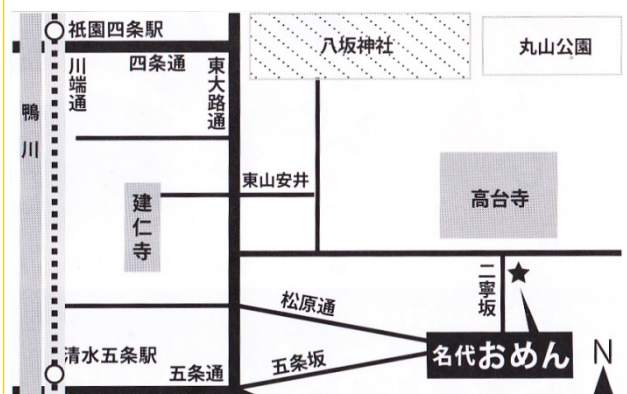 祇園四条駅
八坂神社
丸山公園
四条通
川端通
東大路通
鴨川
東山安井
建仁寺
高台寺
二寧坂
松原通
名代おめん
N
清水五条駅
五条通
五条坂